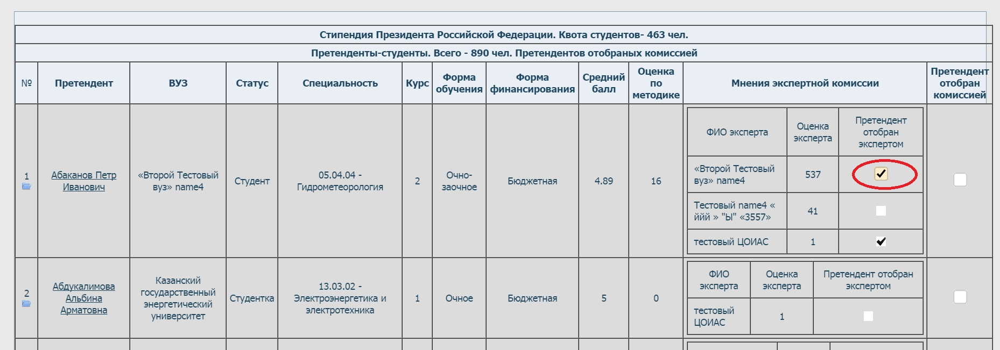 Стипендия Президента Российской Федерации. Квота студентов- 463 чел.
Претенденты-студенты. Всего - 890 чел. Претендентов отобраных комиссией
№
Претендент
ВУЗ
Статус
Специальность
Курс
Форма
обучения
Форма
финансирования
Средний
балл
Оценка
по
методике
Мнения экспертной комиссии
Претендент
отобран
комиссией
1
Абаканов Петр
Иванович
«Второй Тестовый
вуз» name4
Студент
05.04.04 -
Гидрометеорология
2
Очно-
заочное
Бюджетная
4.89
16
ФИО эксперта
Оценка
эксперта
Претендент
отобран
экспертом
«Второй Тестовый
вуз» name4
537
Тестовый name4 «
ййй » "Ы" «3557»
41
тестовый ЦОИАС
1
2
Абдукалимова
Альбина
Арматовна
Казанский
государственный
энергетический
университет
Студентка
13.03.02 -
Электроэнергетика и
электротехника
1
Очное
Бюджетная
5
0
ФИО
эксперта
Оценка
эксперта
Претендент отобран
экспертом
тестовый
ЦОИАС
1